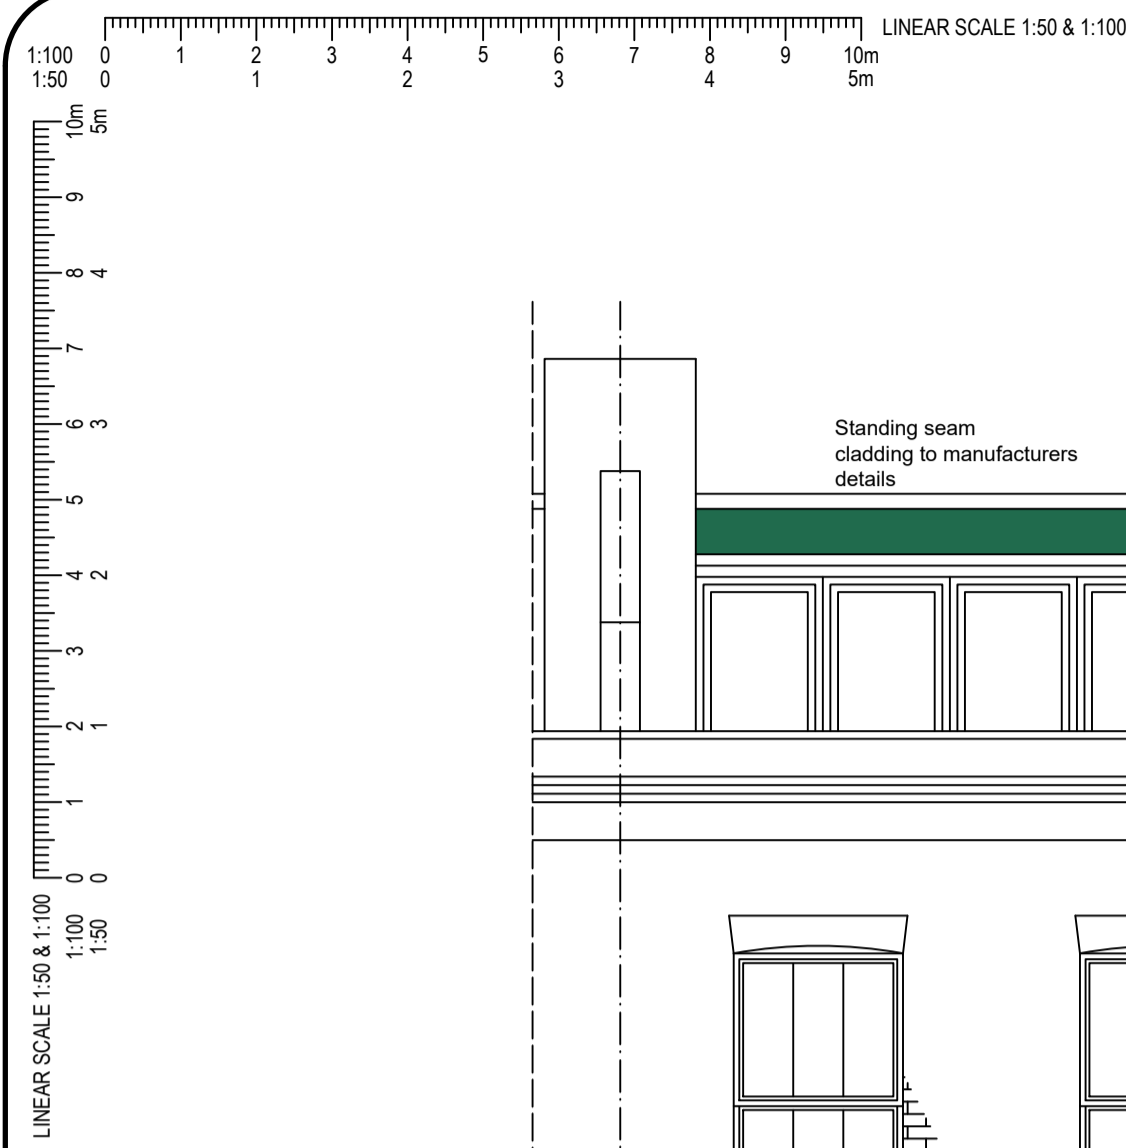 LINEAR SCALE 1:50 & 1:100
1:100 0 1 2 3 4 5 6 7 8 9 10m
1:50 0 1 2 3 4 5m
10m 9 8 7 6 5 4 3 2 1 0 1:100
5m 4 3 2 1 0 1:50
LINEAR SCALE 1:50 & 1:100
Standing seam
cladding to manufacturers
details